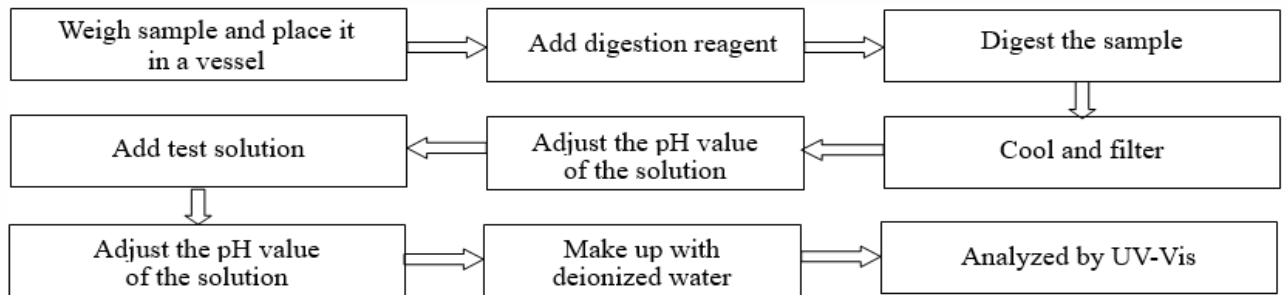 Weigh sample and place it
in a vessel
Add digestion reagent
Digest the sample
Add test solution
Adjust the pH value
of the solution
Cool and filter
Adjust the pH value
of the solution
Make up with
deionized water
Analyzed by UV-Vis